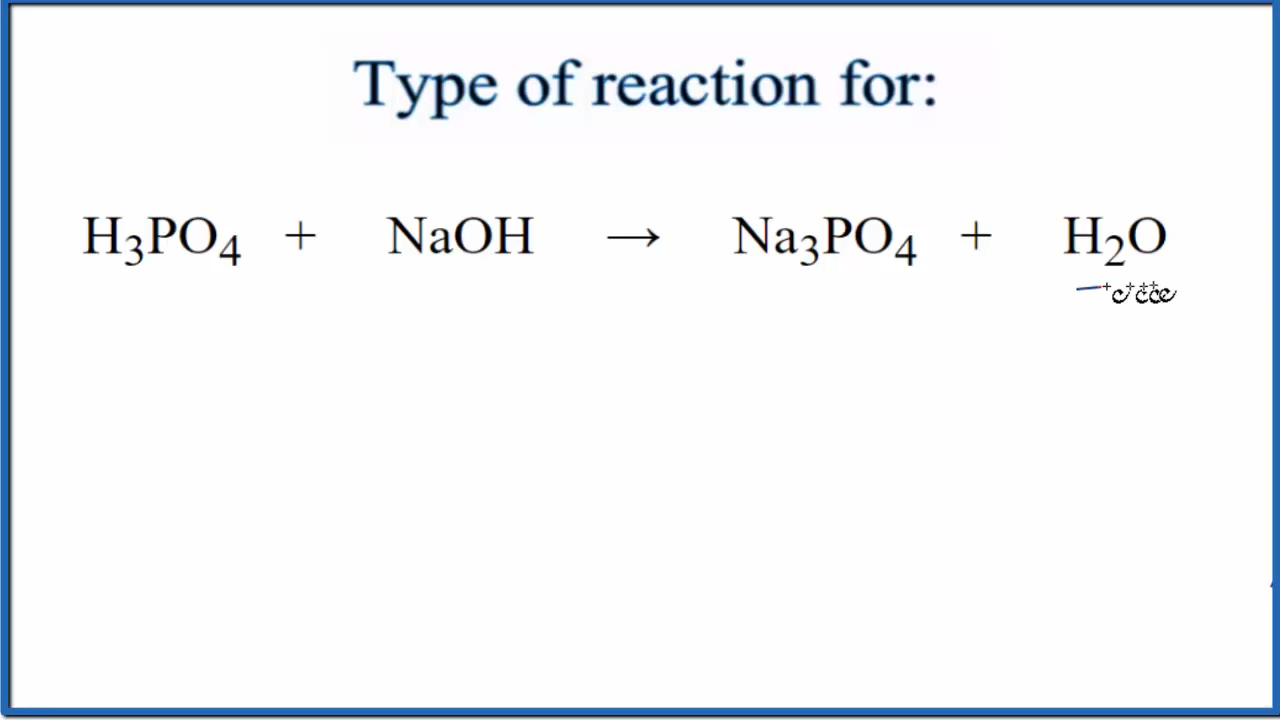 Type of reaction for:
H₃PO₄ + NaOH → Na₃PO₄ + H₂O